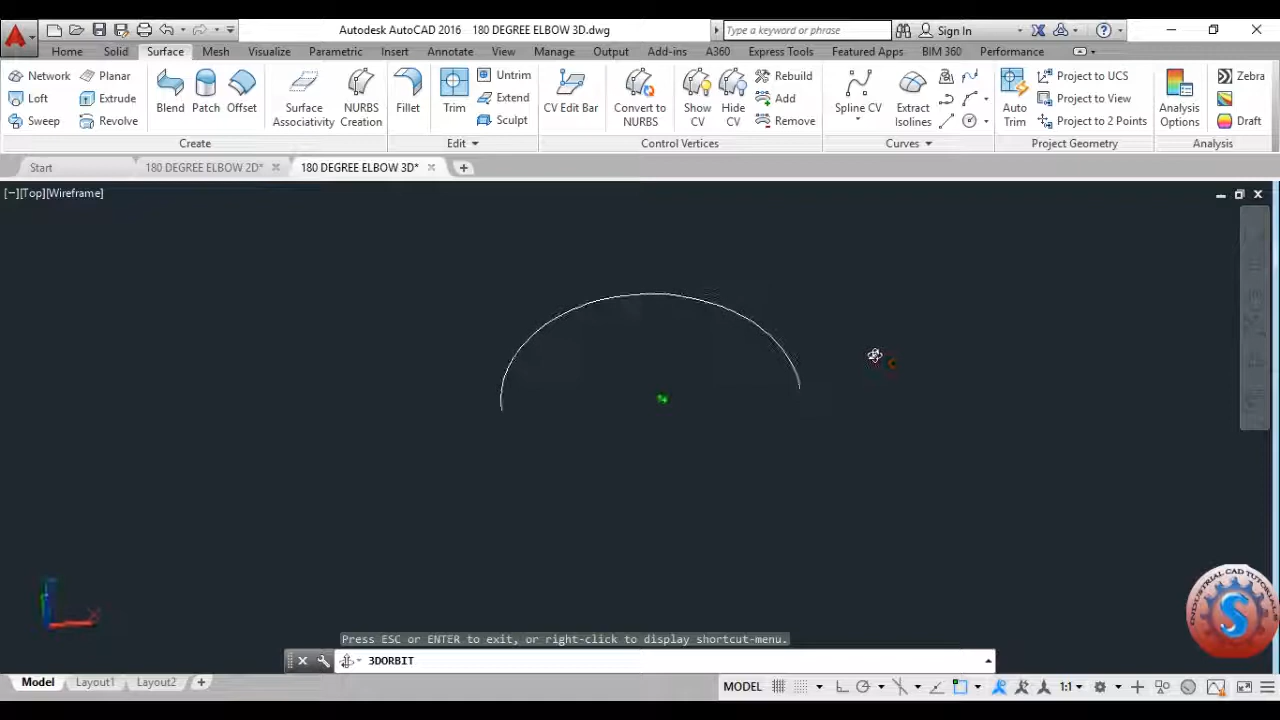 Autodesk AutoCAD 2016 180 DEGREE ELBOW 3D.dwg
Type a keyword or phrase
Sign In
Home Solid Surface Mesh Visualize Parametric Insert Annotate View Manage Output Add-ins A360 Express Tools Featured Apps BIM 360 Performance
Network Planar
Loft Extrude
Sweep Revolve
Blend Patch Offset
Surface Associativity
NURBS Creation
Fillet
Trim
Untrim
Extend
Sculpt
CV Edit Bar
Convert to NURBS
Show CV
Hide CV
Rebuild
Add
Remove
Spline CV
Extract Isolines
Auto Trim
Project to UCS
Project to View
Project to 2 Points
Analysis Options
Zebra
Draft
Create Edit Control Vertices Curves Project Geometry Analysis
Start 180 DEGREE ELBOW 2D* 180 DEGREE ELBOW 3D*
[−][Top][Wireframe]
INDUSTRIAL CAD TUTORIALS
S
Press ESC or ENTER to exit, or right-click to display shortcut-menu.
3DORBIT
Model Layout1 Layout2
MODEL 1:1